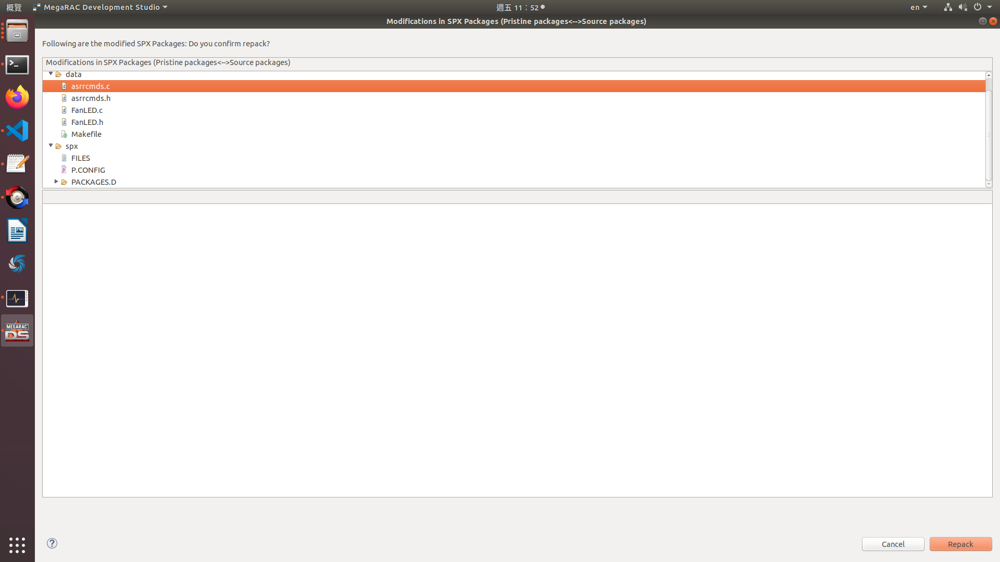 概覽
MegaRAC Development Studio
週五 11：52
en
Modifications in SPX Packages (Pristine packages<-->Source packages)
Following are the modified SPX Packages: Do you confirm repack?
Modifications in SPX Packages (Pristine packages<-->Source packages)
data
asrrcmds.c
asrrcmds.h
FanLED.c
FanLED.h
Makefile
spx
FILES
P.CONFIG
PACKAGES.D
MEGARAC
DS
Cancel
Repack